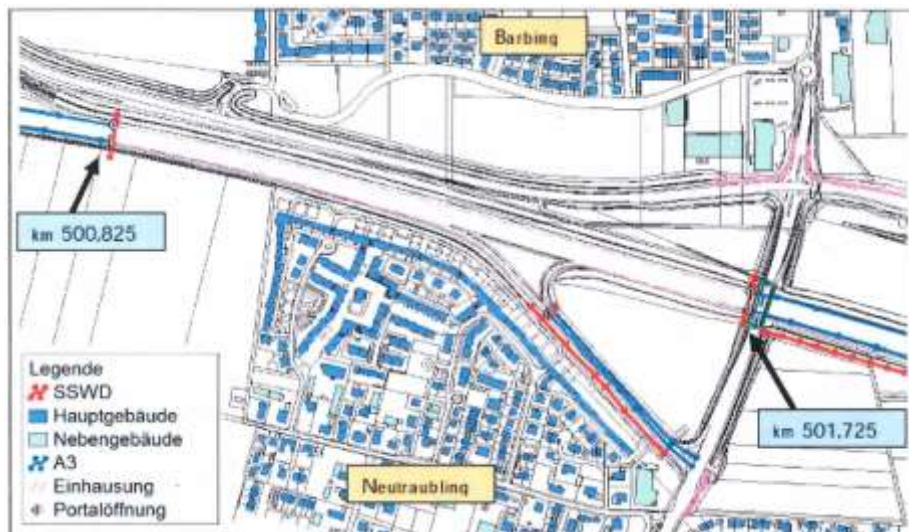 Barbing
km 500,825
Legende
SSWD
Hauptgebäude
Nebengebäude
A3
Einhausung
Portalöffnung
km 501,725
Neutraubling